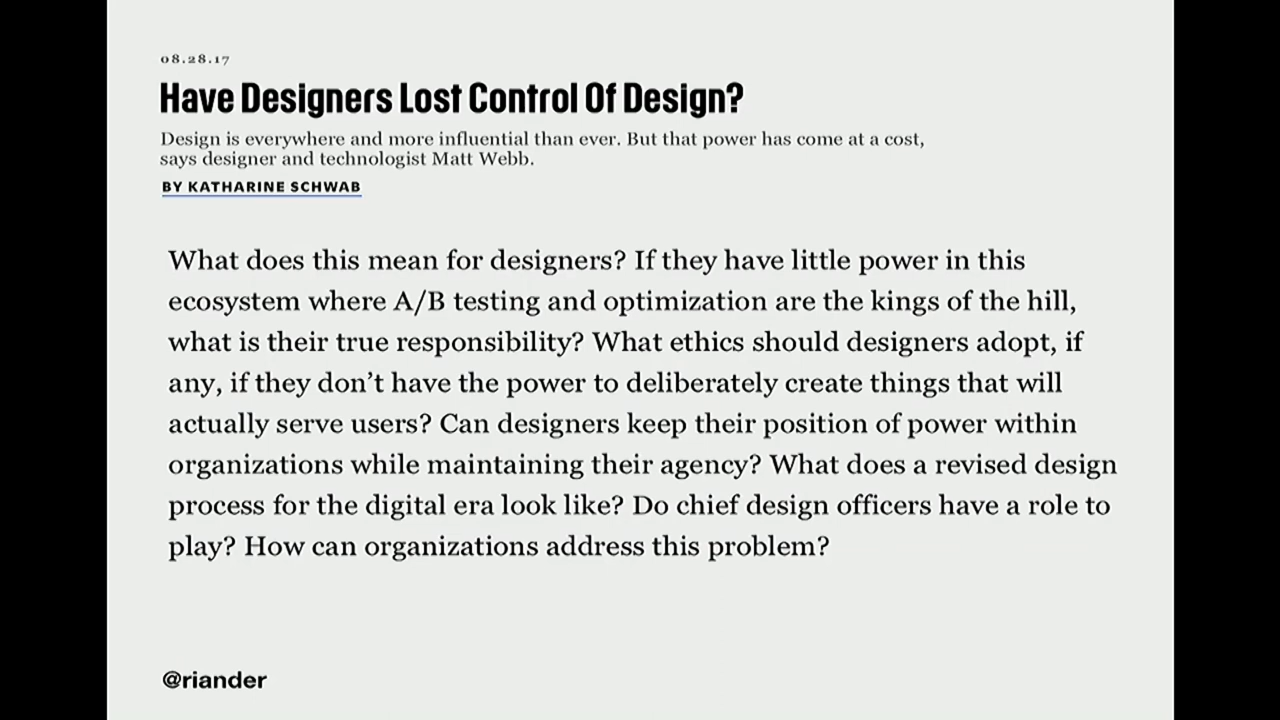 08.28.17
Have Designers Lost Control Of Design?
Design is everywhere and more influential than ever. But that power has come at a cost,
says designer and technologist Matt Webb.
BY KATHARINE SCHWAB
What does this mean for designers? If they have little power in this
ecosystem where A/B testing and optimization are the kings of the hill,
what is their true responsibility? What ethics should designers adopt, if
any, if they don’t have the power to deliberately create things that will
actually serve users? Can designers keep their position of power within
organizations while maintaining their agency? What does a revised design
process for the digital era look like? Do chief design officers have a role to
play? How can organizations address this problem?
@riander